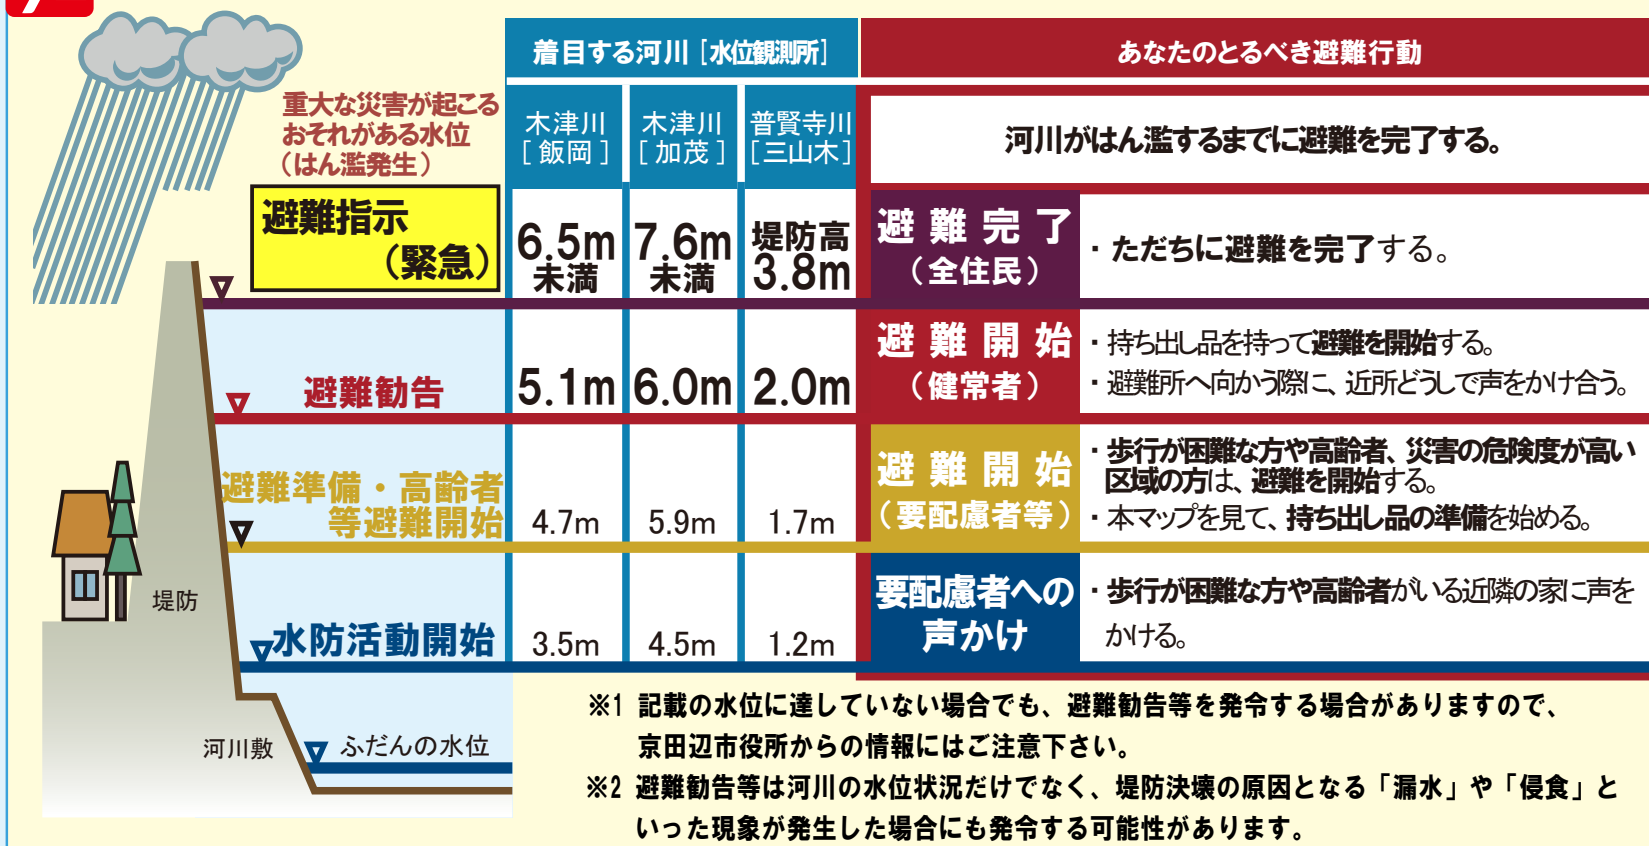 着目する河川［水位観測所］
あなたのとるべき避難行動
重大な災害が起こる
おそれがある水位
（はん濫発生）
木津川
［飯岡］
木津川
［加茂］
普賢寺川
［三山木］
河川がはん濫するまでに避難を完了する。
避難指示
（緊急）
6.5m
未満
7.6m
未満
堤防高
3.8m
避難完了
（全住民）
・ただちに避難を完了する。
避難勧告
5.1m
6.0m
2.0m
避難開始
（健常者）
・持ち出し品を持って避難を開始する。
・避難所へ向かう際に、近所どうしで声をかけ合う。
避難準備・高齢者
等避難開始
4.7m
5.9m
1.7m
避難開始
（要配慮者等）
・歩行が困難な方や高齢者、災害の危険度が高い
区域の方は、避難を開始する。
・本マップを見て、持ち出し品の準備を始める。
堤防
水防活動開始
3.5m
4.5m
1.2m
要配慮者への
声かけ
・歩行が困難な方や高齢者がいる近隣の家に声を
かける。
河川敷
ふだんの水位
※1 記載の水位に達していない場合でも、避難勧告等を発令する場合がありますので、
京田辺市役所からの情報にはご注意下さい。
※2 避難勧告等は河川の水位状況だけでなく、堤防決壊の原因となる「漏水」や「侵食」と
いった現象が発生した場合にも発令する可能性があります。